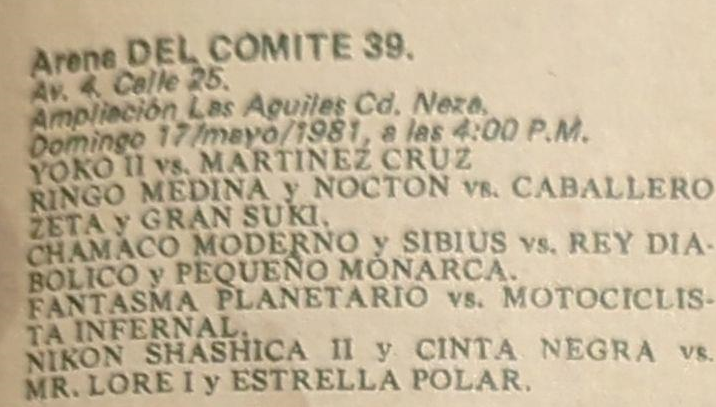 Arena DEL COMITE 39.
Av. 4, Calle 25.
Ampliación Las Aguilas Cd. Neza.
Domingo 17/mayo/1981, a las 4:00 P.M.
YOKO II vs. MARTINEZ CRUZ
RINGO MEDINA y NOCTON vs. CABALLERO
ZETA y GRAN SUKI.
CHAMACO MODERNO y SIBIUS vs. REY DIA-
BOLICO y PEQUEÑO MONARCA.
FANTASMA PLANETARIO vs. MOTOCICLIS-
TA INFERNAL.
NIKON SHASHICA II y CINTA NEGRA vs.
MR. LORE I y ESTRELLA POLAR.